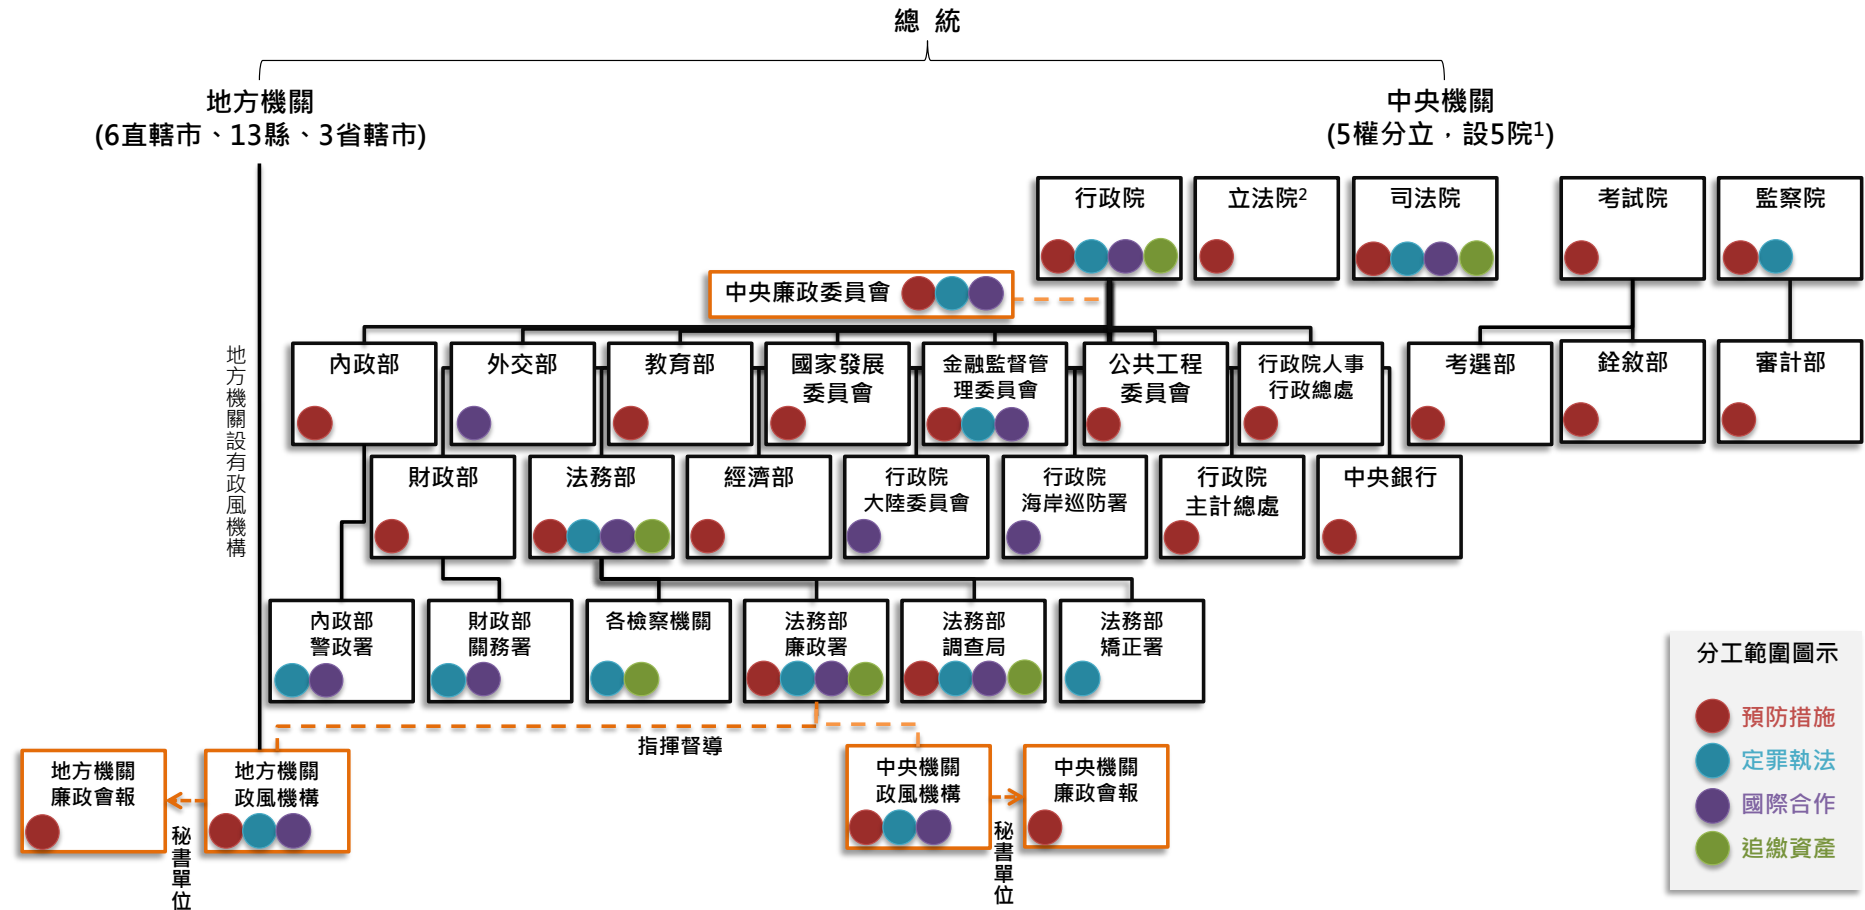 總 統
地方機關
(6直轄市、13縣、3省轄市)
中央機關
(5權分立，設5院1)
行政院
立法院2
司法院
考試院
監察院
中央廉政委員會
地方機關設有政風機構
內政部
外交部
教育部
國家發展
委員會
金融監督管
理委員會
公共工程
委員會
行政院人事
行政總處
考選部
銓敘部
審計部
財政部
法務部
經濟部
行政院
大陸委員會
行政院
海岸巡防署
行政院
主計總處
中央銀行
內政部
警政署
財政部
關務署
各檢察機關
法務部
廉政署
法務部
調查局
法務部
矯正署
指揮督導
地方機關
廉政會報
地方機關
政風機構
秘書單位
中央機關
政風機構
中央機關
廉政會報
秘書單位
分工範圍圖示
預防措施
定罪執法
國際合作
追繳資產